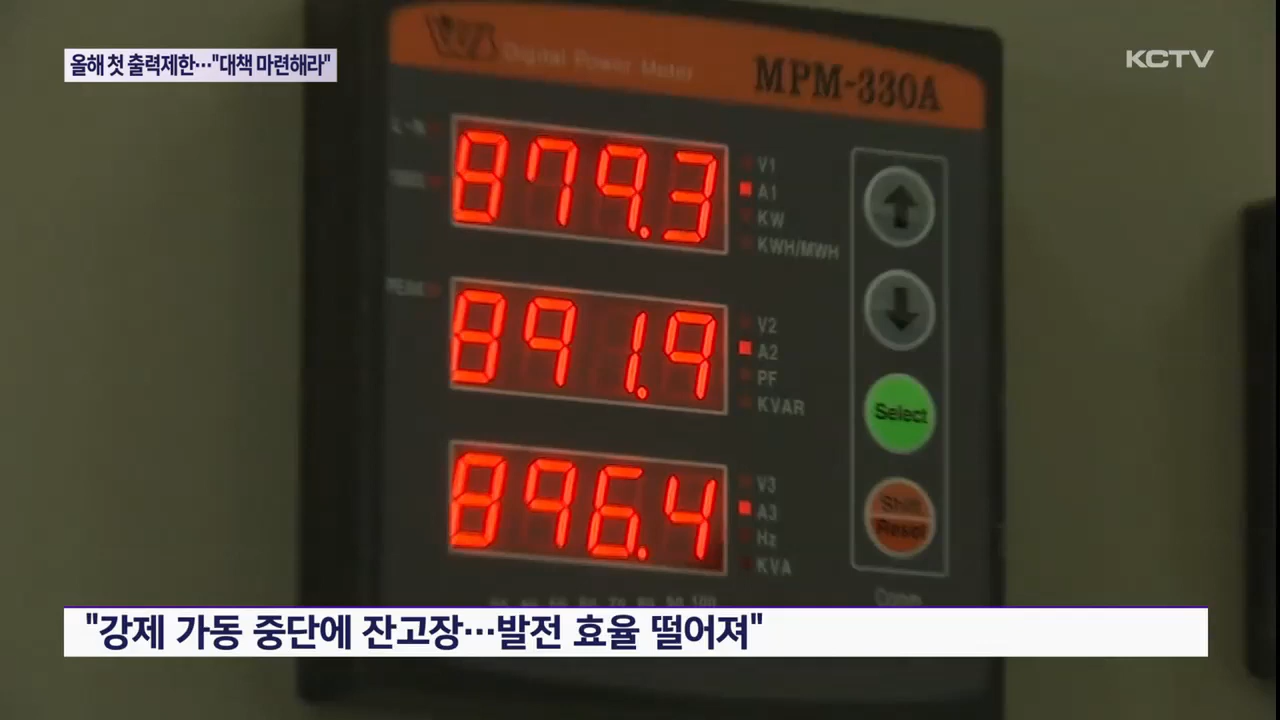 올해 첫 출력제한…"대책 마련해라"
KCTV
Digital Power Meter
MPM-330A
L-N
879.3
V1
A1
KW
KWH/MWH
PEAK
891.9
V2
A2
PF
KVAR
Select
896.4
V3
A3
Hz
KVA
Shift
Reset
Comm
"강제 가동 중단에 잔고장…발전 효율 떨어져"